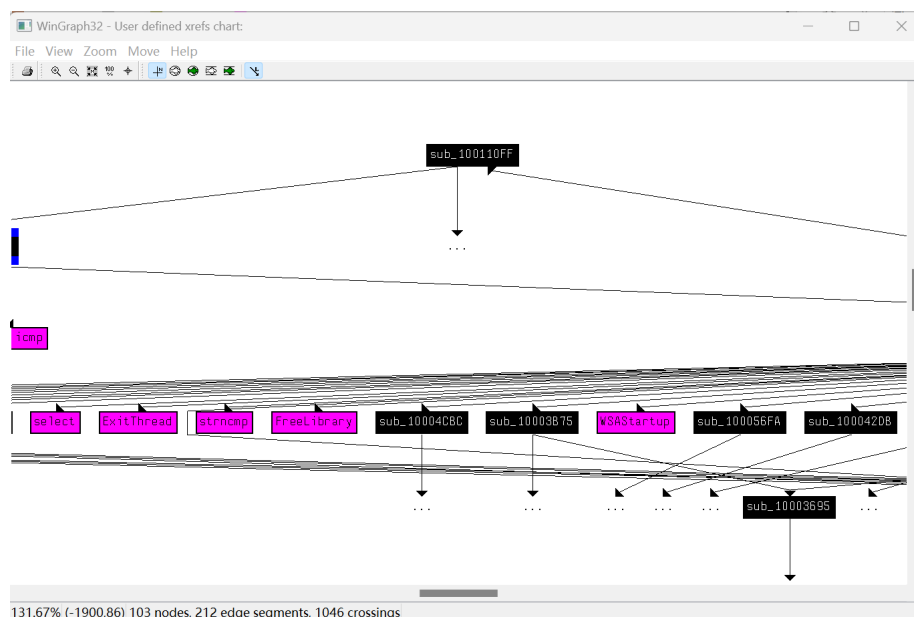 WinGraph32 - User defined xrefs chart:
File View Zoom Move Help
sub_100110FF
...
icmp
select ExitThread strncmp FreeLibrary sub_10004CBC sub_10003B75 WSAStartup sub_100056FA sub_100042DB
... ... ... ... ... ...
sub_10003695
131.67% (-1900.86) 103 nodes, 212 edge segments, 1046 crossings